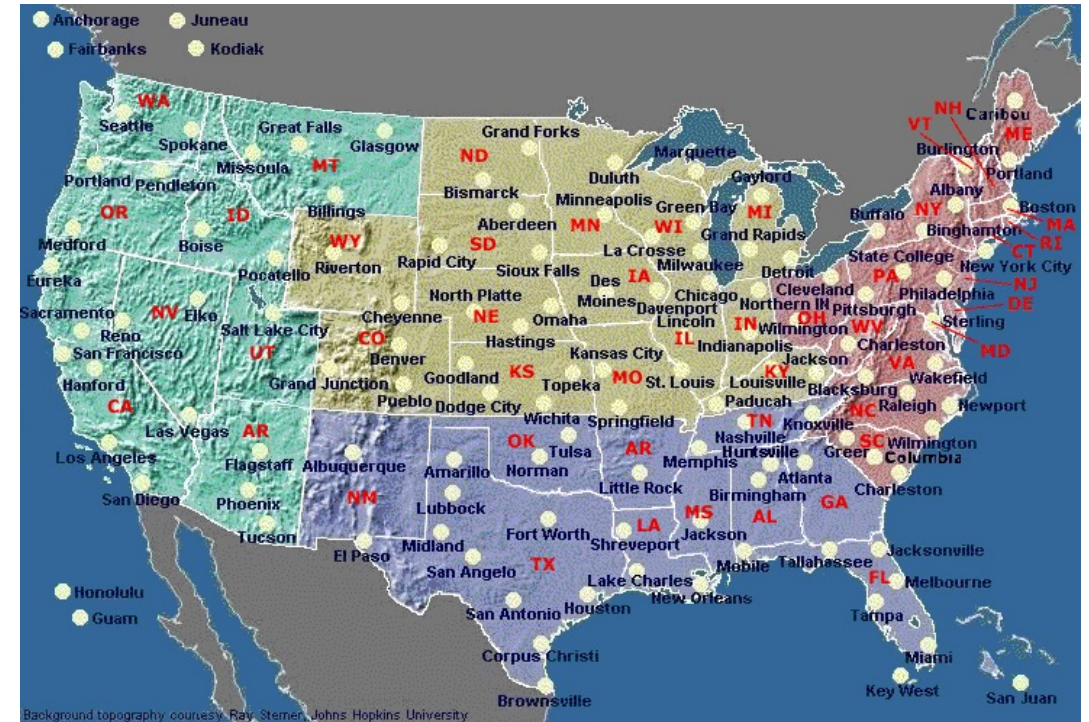 Anchorage
Juneau
Fairbanks
Kodiak
WA
Seattle
Spokane
Great Falls
Glasgow
Missoula
MT
Portland
Pendleton
OR
ID
Billings
Medford
Boise
Eureka
Pocatello
WY
Riverton
Sacramento
Reno
NV
Elko
Salt Lake City
Cheyenne
San Francisco
UT
CO
Denver
Hanford
Grand Junction
Pueblo
CA
Las Vegas
AR
Los Angeles
Flagstaff
San Diego
Phoenix
Tucson
Albuquerque
NM
El Paso
ND
Grand Forks
Bismarck
Duluth
Marquette
Aberdeen
Minneapolis
Green Bay
Gaylord
MN
WI
MI
SD
Rapid City
Sioux Falls
La Crosse
Grand Rapids
Milwaukee
Detroit
IA
Des
Moines
Davenport
Chicago
Northern IN
North Platte
NE
Omaha
Lincoln
Hastings
IL
IN
Indianapolis
Wilmington
OH
Cleveland
Kansas City
Goodland
KS
Topeka
MO
St. Louis
Louisville
KY
Jackson
Dodge City
Wichita
Springfield
Paducah
NH
VT
Caribou
ME
Burlington
Portland
Albany
Buffalo
NY
Boston
MA
Binghamton
RI
CT
State College
New York City
PA
NJ
Philadelphia
DE
Pittsburgh
Sterling
WV
MD
Charleston
VA
Blacksburg
Wakefield
NC
Raleigh
Newport
SC
Wilmington
Greer
Columbia
Charleston
TN
Knoxville
Nashville
Huntsville
Memphis
Atlanta
Birmingham
OK
Tulsa
Norman
AR
Little Rock
Amarillo
Lubbock
GA
MS
AL
LA
Jackson
Fort Worth
Shreveport
Midland
San Angelo
TX
Lake Charles
New Orleans
Mobile
Tallahassee
Jacksonville
FL
Melbourne
Tampa
San Antonio
Houston
Corpus Christi
Brownsville
Miami
Key West
San Juan
Honolulu
Guam
Background topography courtesy Ray Sterner, Johns Hopkins University